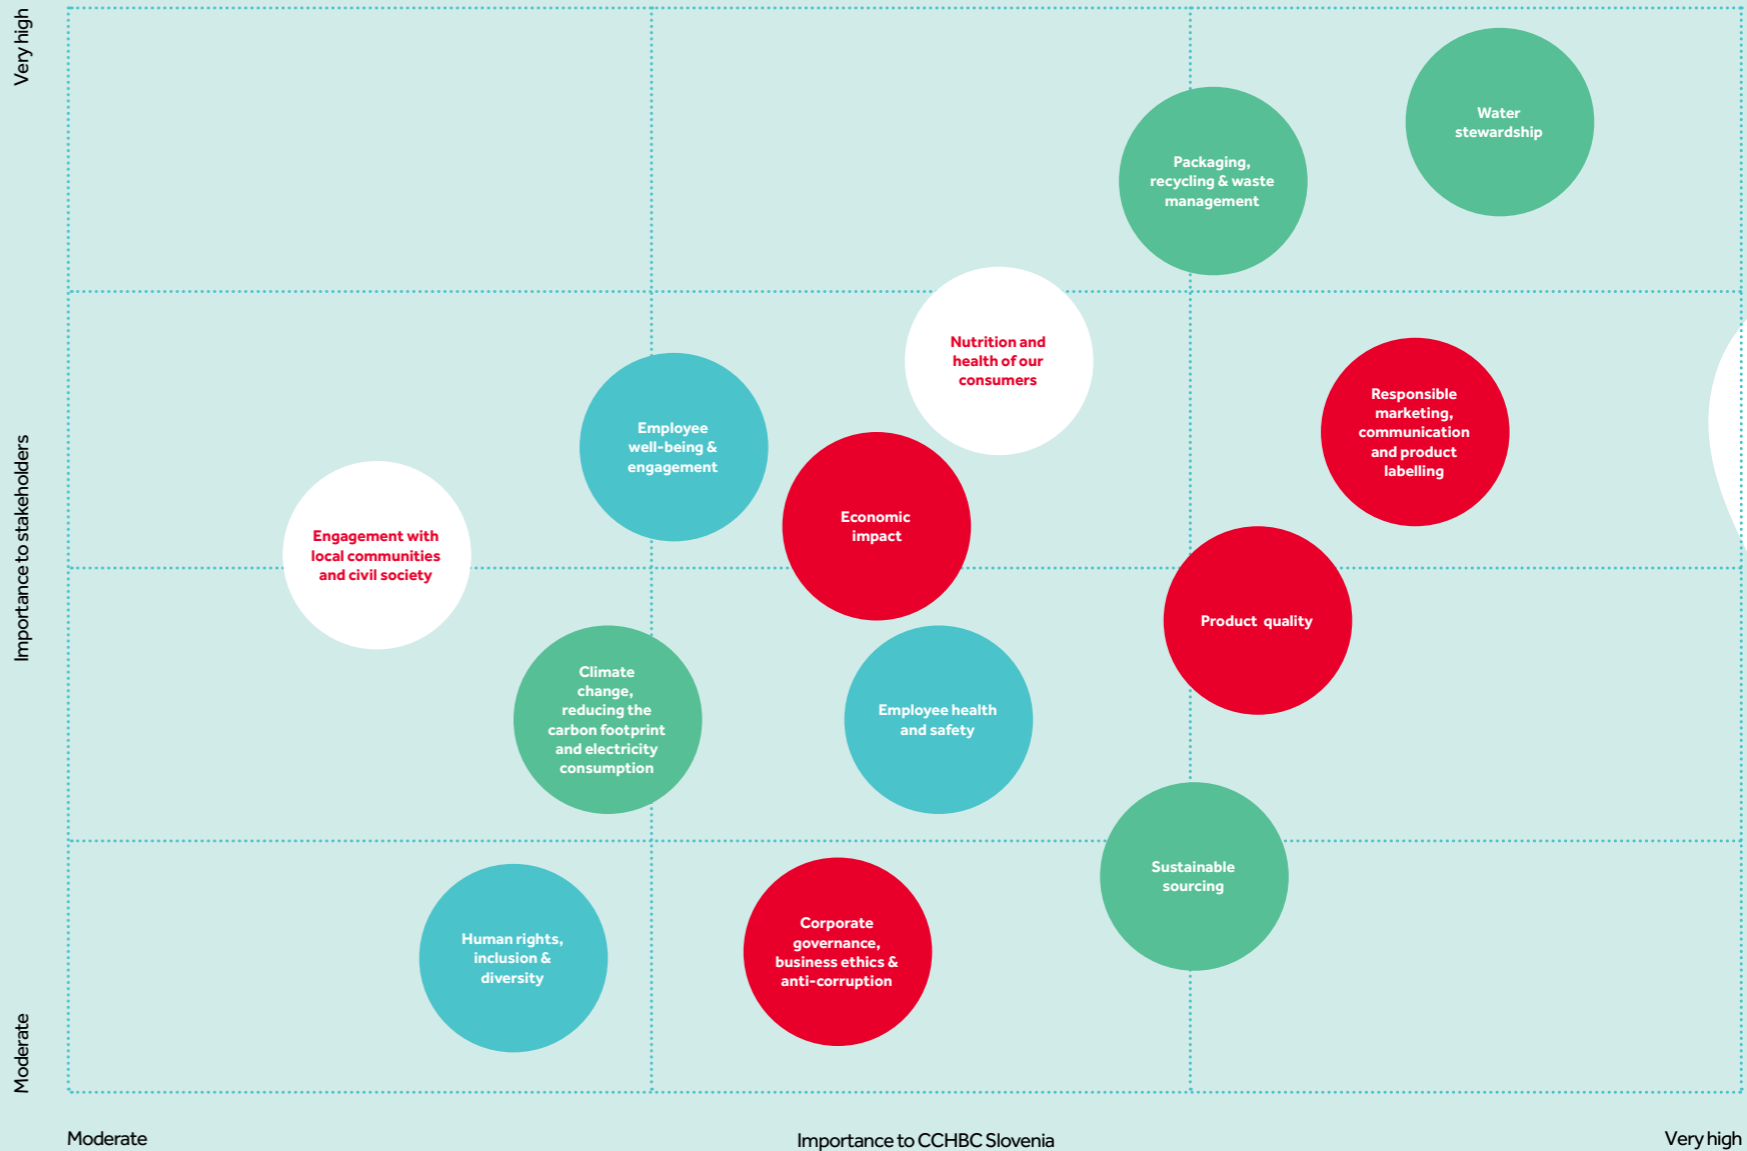 Very high
Water
stewardship
Packaging,
recycling & waste
management
Nutrition and
health of our
consumers
Responsible
marketing,
communication
and product
labelling
Employee
well-being &
engagement
Importance to stakeholders
Economic
impact
Engagement with
local communities
and civil society
Product quality
Climate
change,
reducing the
carbon footprint
and electricity
consumption
Employee health
and safety
Sustainable
sourcing
Human rights,
inclusion &
diversity
Corporate
governance,
business ethics &
anti-corruption
Moderate
Moderate
Importance to CCHBC Slovenia
Very high